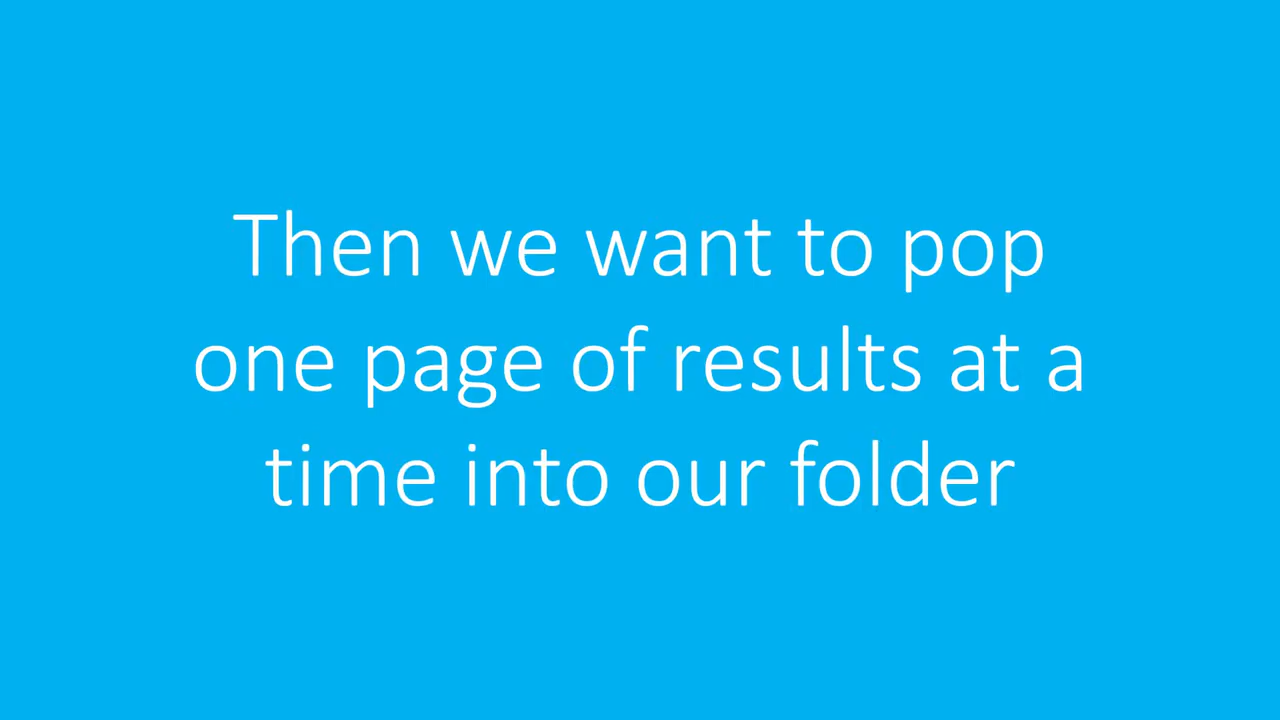 Then we want to pop
one page of results at a
time into our folder